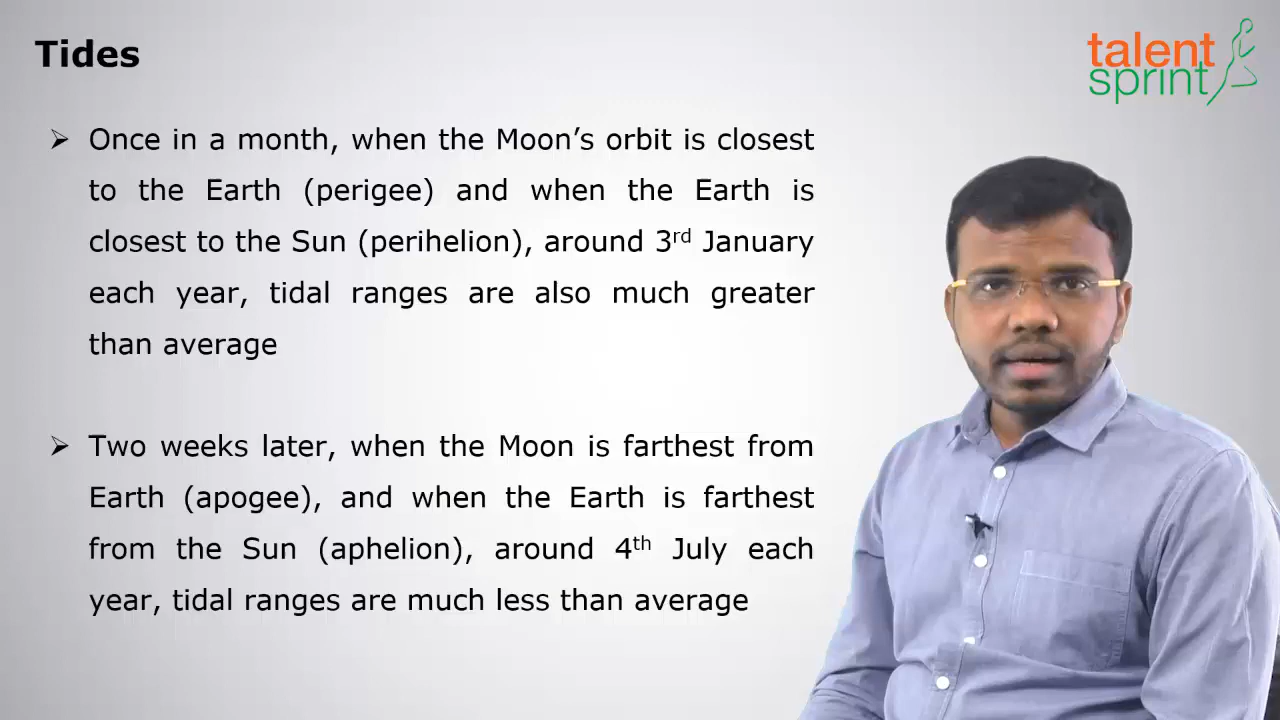 Tides
talent
sprint
➢ Once in a month, when the Moon’s orbit is closest
to the Earth (perigee) and when the Earth is
closest to the Sun (perihelion), around 3rd January
each year, tidal ranges are also much greater
than average
➢ Two weeks later, when the Moon is farthest from
Earth (apogee), and when the Earth is farthest
from the Sun (aphelion), around 4th July each
year, tidal ranges are much less than average